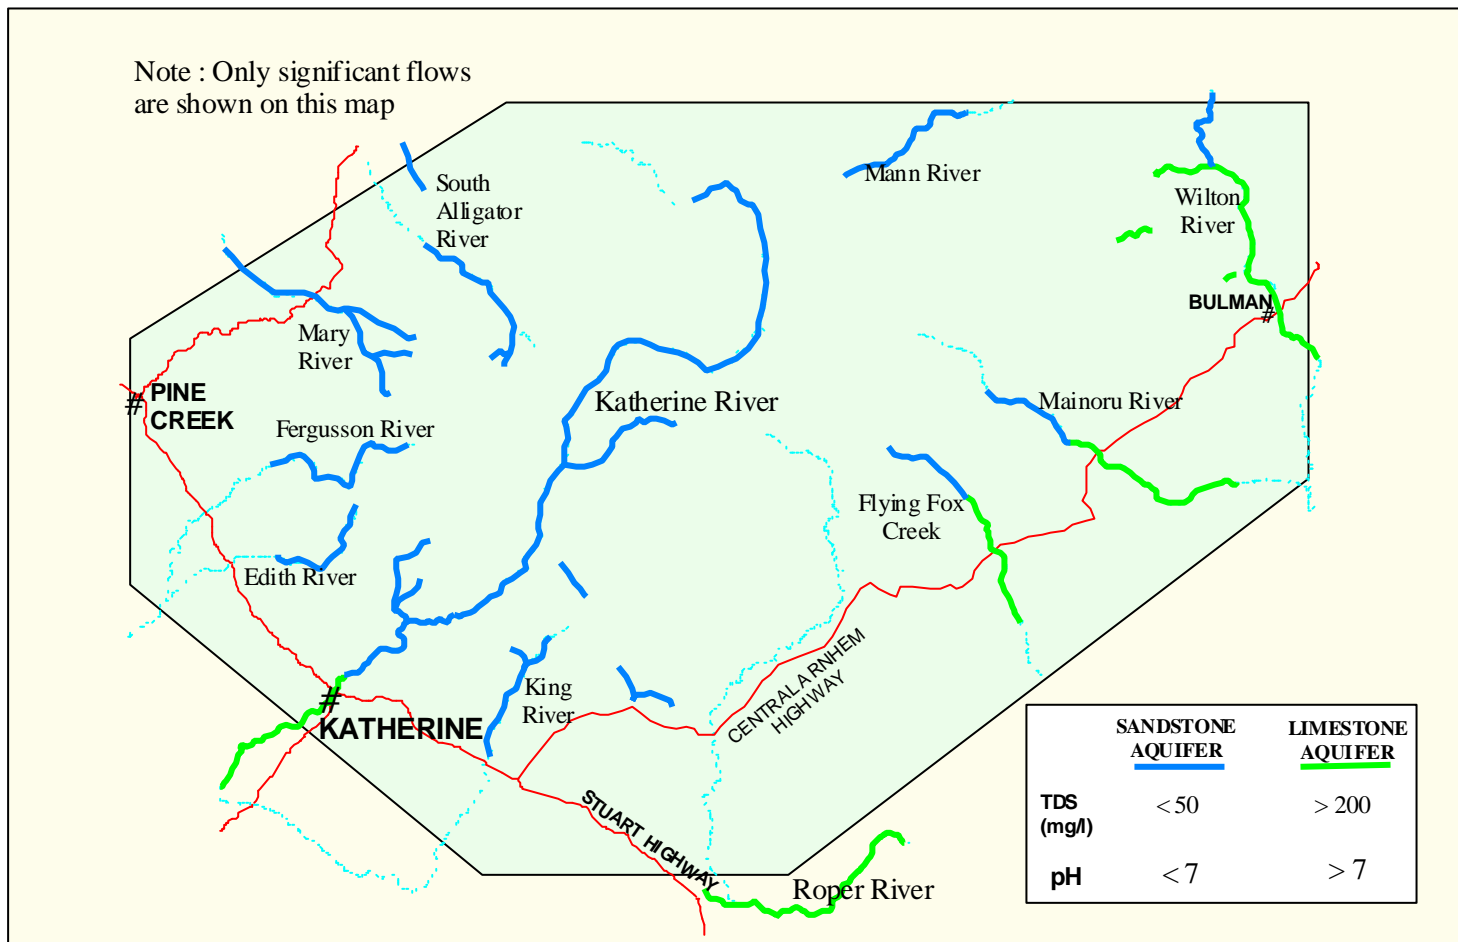 Note : Only significant flows
are shown on this map
South
Alligator
River
Mann River
Wilton
River
BULMAN
#
Mary
River
PINE
CREEK
#
Katherine River
Mainoru River
Fergusson River
Flying Fox
Creek
Edith River
King
River
CENTRAL ARNHEM
HIGHWAY
#
KATHERINE
STUART HIGHWAY
Roper River
SANDSTONE
AQUIFER
LIMESTONE
AQUIFER
TDS
(mg/l)
< 50
> 200
pH
< 7
> 7